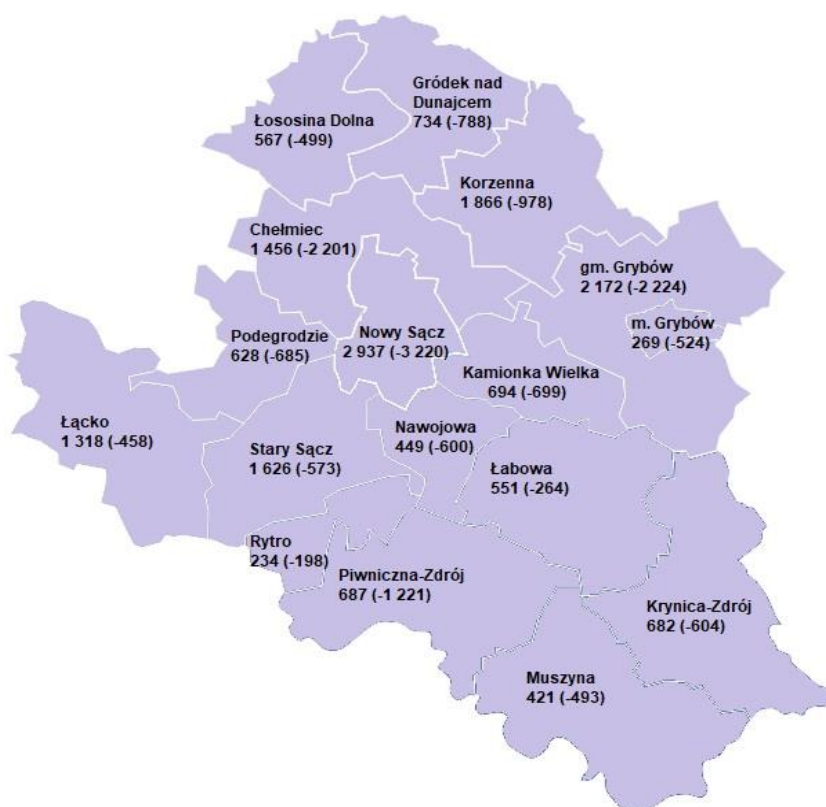 Gródek nad
Dunajcem
734 (-788)
Łososina Dolna
567 (-499)
Korzenna
1 866 (-978)
Chełmiec
1 456 (-2 201)
gm. Grybów
2 172 (-2 224)
m. Grybów
269 (-524)
Podegrodzie
628 (-685)
Nowy Sącz
2 937 (-3 220)
Kamionka Wielka
694 (-699)
Łącko
1 318 (-458)
Stary Sącz
1 626 (-573)
Nawojowa
449 (-600)
Łabowa
551 (-264)
Rytro
234 (-198)
Piwniczna-Zdrój
687 (-1 221)
Krynica-Zdrój
682 (-604)
Muszyna
421 (-493)